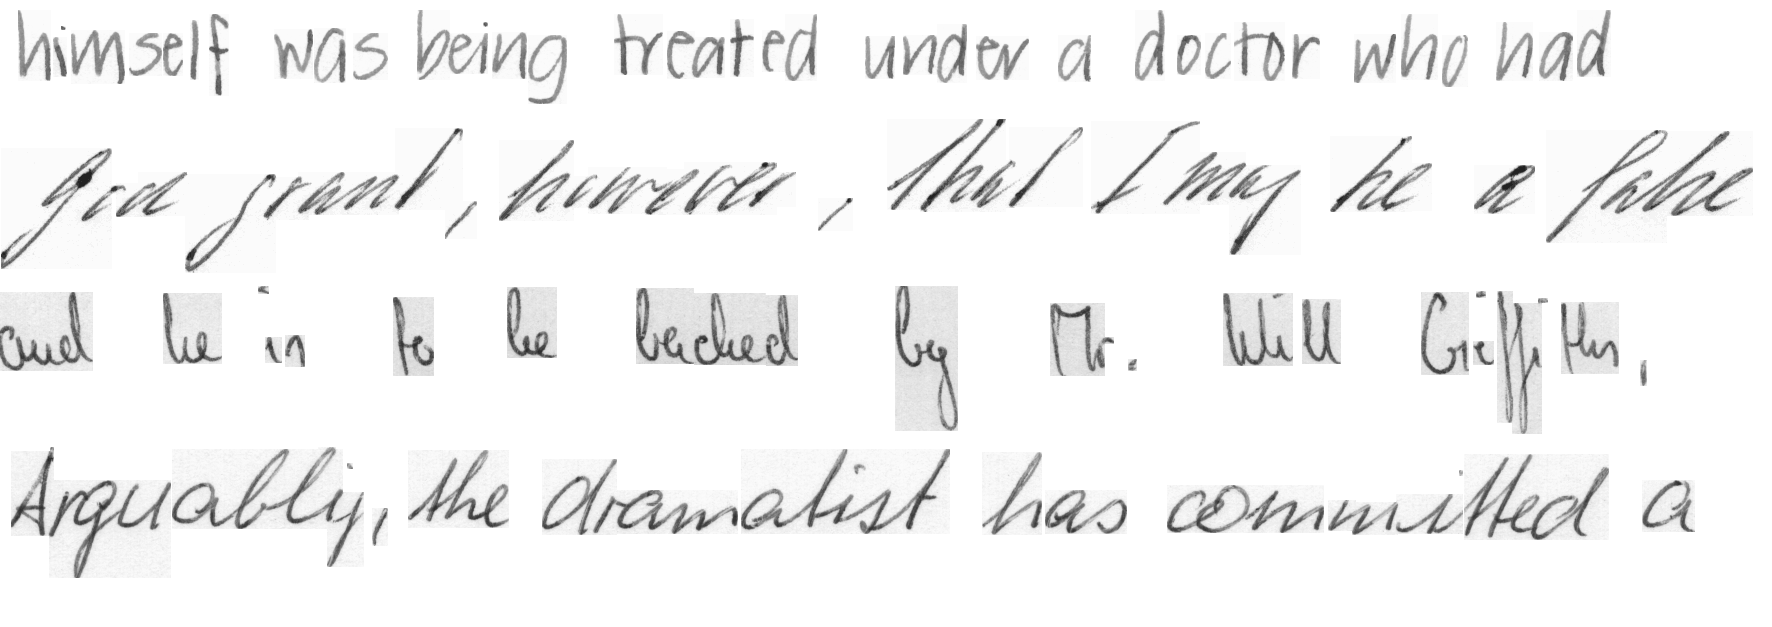 himself was being treated under a doctor who had
God grant, however, that I may be a false
and he is to be backed by Mr. Will Griffiths,
Arguably, the dramatist has committed a